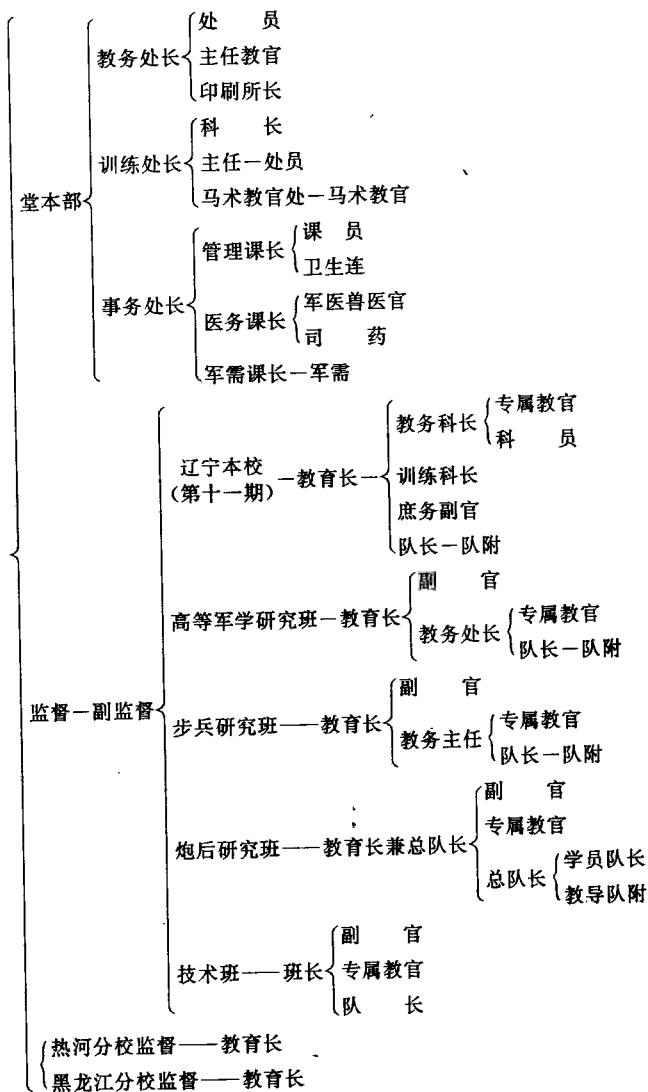 处　　员
教务处长　主任教官
印刷所长
科　　长
训练处长　主任－处员
马术教官处－马术教官
堂本部
课　员
管理课长
卫生连
事务处长
军医兽医官
医务课长
司　　药
军需课长－军需
专属教官
教务科长
科　　员
辽宁本校
（第十一期）　－教育长－　训练科长
庶务副官
队长－队附
副　　官
高等军学研究班－教育长
专属教官
教务处长
队长－队附
监督－副监督
副　　官
步兵研究班——教育长
专属教官
教务主任
队长－队附
副　　官
专属教官
炮后研究班——教育长兼总队长
学员队长
总队长
教导队附
副　　官
技术班——班长　专属教官
队　　长
热河分校监督——教育长
黑龙江分校监督——教育长